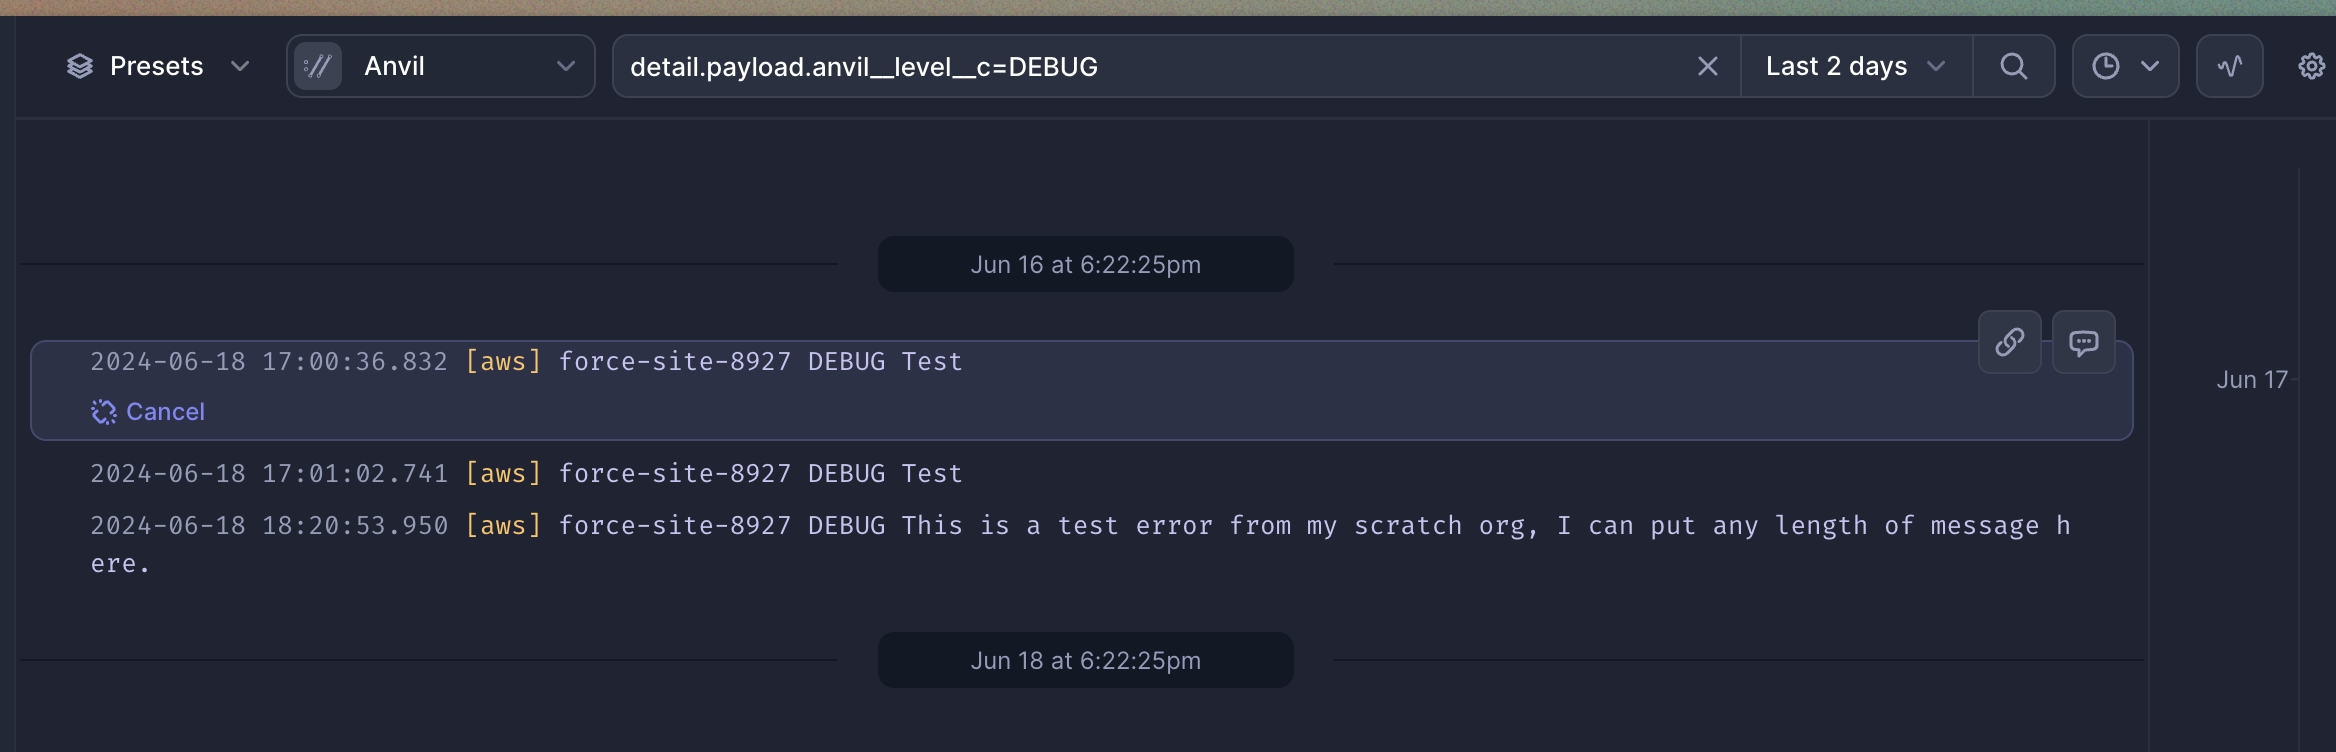 Presets
Anvil
detail.payload.anvil__level__c=DEBUG
Last 2 days
Jun 16 at 6:22:25pm
2024-06-18 17:00:36.832 [aws] force-site-8927 DEBUG Test
Cancel
Jun 17
2024-06-18 17:01:02.741 [aws] force-site-8927 DEBUG Test
2024-06-18 18:20:53.950 [aws] force-site-8927 DEBUG This is a test error from my scratch org, I can put any length of message h
ere.
Jun 18 at 6:22:25pm